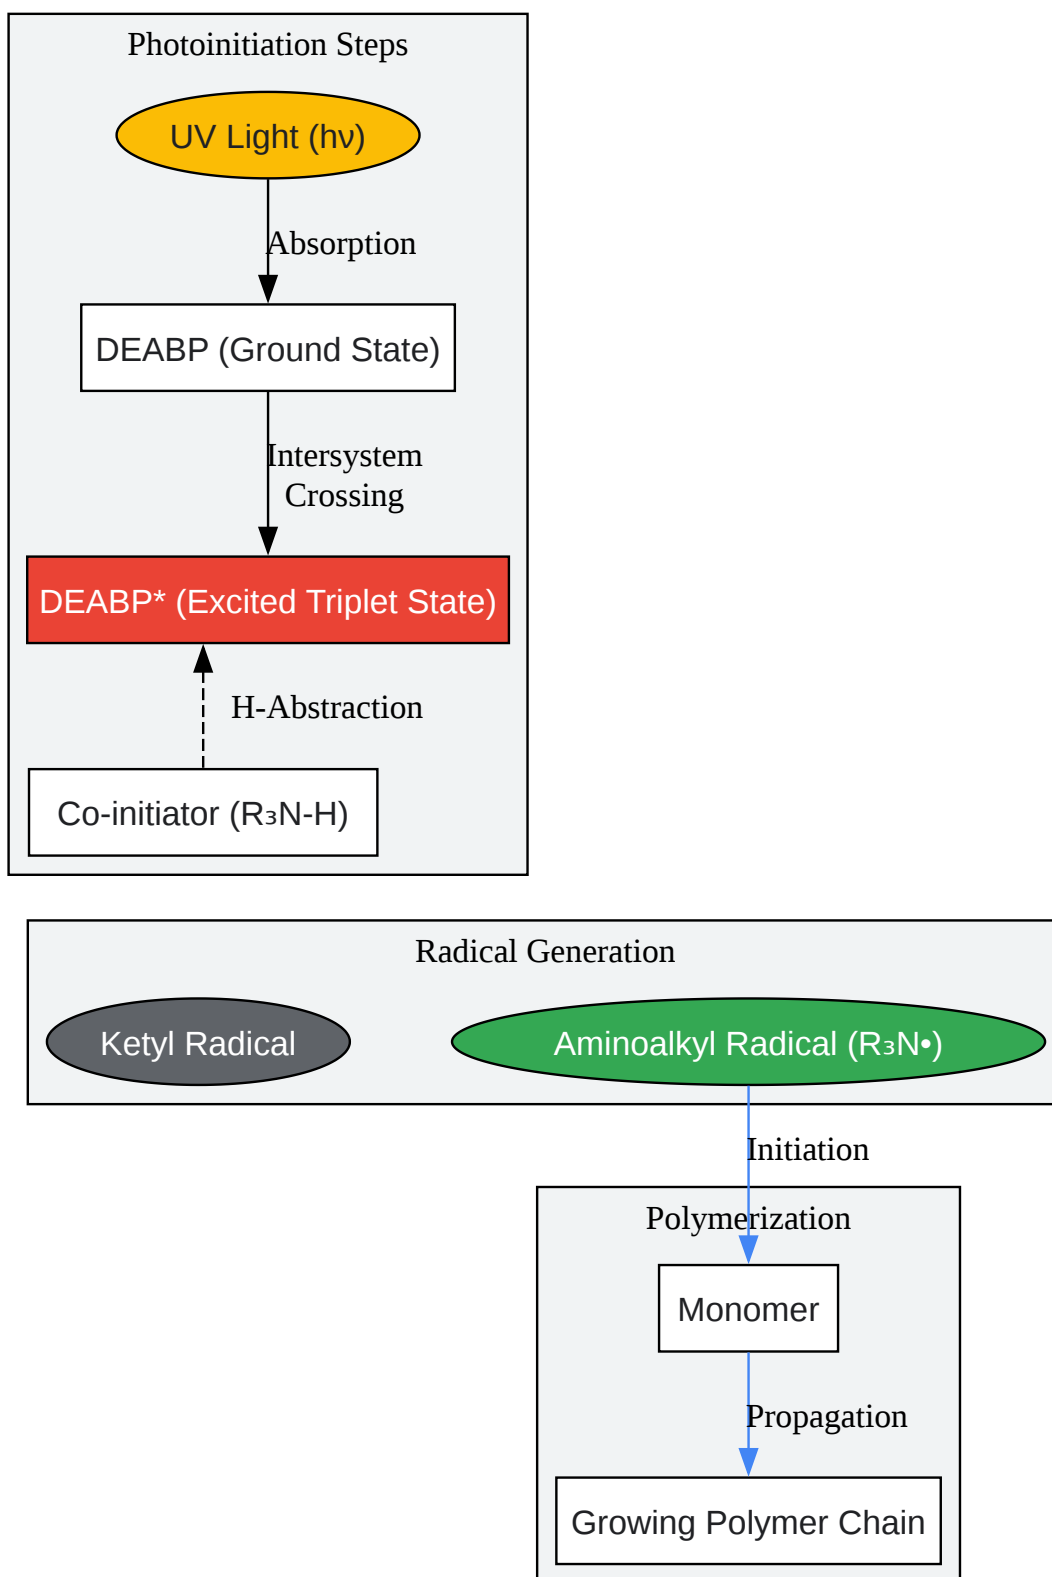 Photoinitiation Steps
UV Light (hν)
Absorption
DEABP (Ground State)
Intersystem
Crossing
DEABP* (Excited Triplet State)
H-Abstraction
Co-initiator (R₃N-H)
Radical Generation
Ketyl Radical
Aminoalkyl Radical (R₃N•)
Initiation
Polymerization
Monomer
Propagation
Growing Polymer Chain